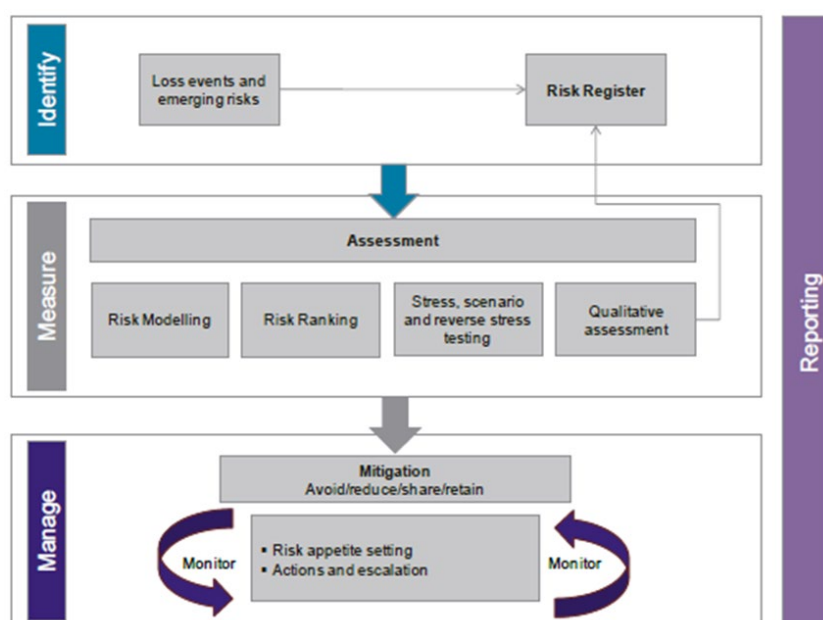 Identify
Loss events and
emerging risks
Risk Register
Measure
Assessment
Risk Modelling
Risk Ranking
Stress, scenario
and reverse stress
testing
Qualitative
assessment
Manage
Mitigation
Avoid/reduce/share/retain
Monitor
▪ Risk appetite setting
▪ Actions and escalation
Monitor
Reporting